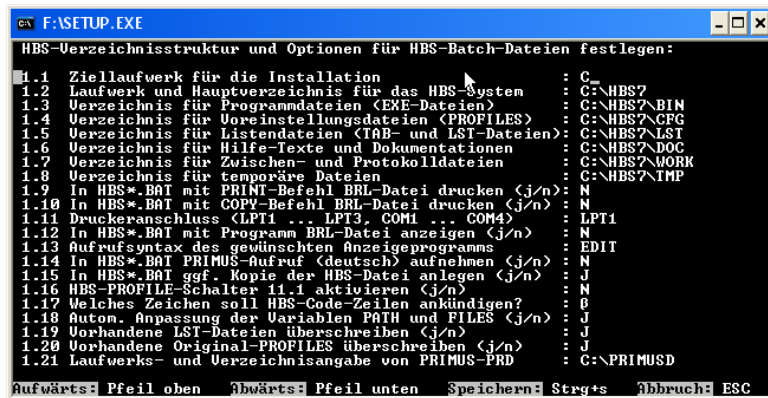 F:\SETUP.EXE
HBS-Verzeichnisstruktur und Optionen für HBS-Batch-Dateien festlegen:
1.1 Ziellaufwerk für die Installation : C_
1.2 Laufwerk und Hauptverzeichnis für das HBS-System : C:\HBS7
1.3 Verzeichnis für Programmdateien (EXE-Dateien) : C:\HBS7\BIN
1.4 Verzeichnis für Voreinstellungsdateien (PROFILES) : C:\HBS7\CFG
1.5 Verzeichnis für Listendateien (TAB- und LST-Dateien): C:\HBS7\LST
1.6 Verzeichnis für Hilfe-Texte und Dokumentationen : C:\HBS7\DOC
1.7 Verzeichnis für Zwischen- und Protokolldateien : C:\HBS7\WORK
1.8 Verzeichnis für temporäre Dateien : C:\HBS7\TMP
1.9 In HBS*.BAT mit PRINT-Befehl BRL-Datei drucken (j/n): N
1.10 In HBS*.BAT mit COPY-Befehl BRL-Datei drucken (j/n) : N
1.11 Druckeranschluss (LPT1 ... LPT3, COM1 ... COM4) : LPT1
1.12 In HBS*.BAT mit Programm BRL-Datei anzeigen (j/n) : N
1.13 Aufrufsyntax des gewünschten Anzeigeprogramms : EDIT
1.14 In HBS*.BAT PRIMUS-Aufruf (deutsch) aufnehmen (j/n) : N
1.15 In HBS*.BAT ggf. Kopie der HBS-Datei anlegen (j/n) : J
1.16 HBS-PROFILE-Schalter 11.1 aktivieren (j/n) : N
1.17 Welches Zeichen soll HBS-Code-Zeilen ankündigen? : ß
1.18 Autom. Anpassung der Variablen PATH und FILES (j/n) : J
1.19 Vorhandene LST-Dateien überschreiben (j/n) : J
1.20 Vorhandene Original-PROFILES überschreiben (j/n) : J
1.21 Laufwerks- und Verzeichnisangabe von PRIMUS-PRD : C:\PRIMUSD
Aufwärts: Pfeil oben Abwärts: Pfeil unten Speichern: Strg+s Abbruch: ESC